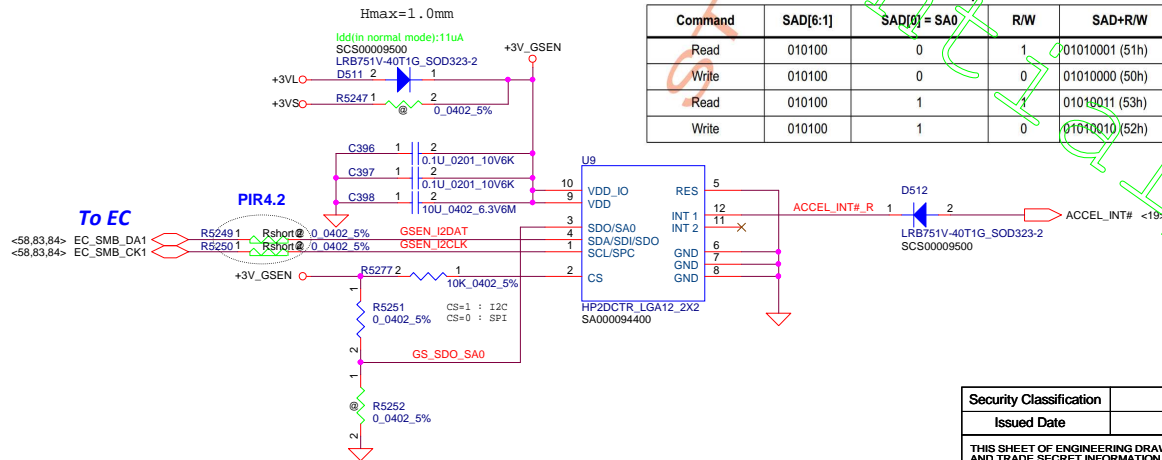 Hmax=1.0mm
Idd(in normal mode):11uA
SCS00009500
LRB751V-40T1G_SOD323-2
+3V_GSEN
+3VL
D511 2 1
+3VS
R5247 1 2
@ 0_0402_5%
C396 1 2
0.1U_0201_10V6K
C397 1 2
0.1U_0201_10V6K
C398 1 2
10U_0402_6.3V6M
PIR4.2
To EC
<58,83,84> EC_SMB_DA1 R5249 1 Rshort@ 2 0_0402_5% GSEN_I2DAT
<58,83,84> EC_SMB_CK1 R5250 1 Rshort@ 2 0_0402_5% GSEN_I2CLK
+3V_GSEN R5277 2 1
10K_0402_5%
1
R5251
0_0402_5%
2
CS=1 : I2C
CS=0 : SPI
GS_SDO_SA0
1
@ R5252
0_0402_5%
2
U9
10 VDD_IO
9 VDD
3 SDO/SA0
4 SDA/SDI/SDO
1 SCL/SPC
2 CS
RES 5
INT 1 12
INT 2 11
GND 6
GND 7
GND 8
HP2DCTR_LGA12_2X2
SA000094400
ACCEL_INT#_R
D512
1 2
LRB751V-40T1G_SOD323-2
SCS00009500
ACCEL_INT# <19>
Command SAD[6:1] SAD[0] = SA0 R/W SAD+R/W
Read 010100 0 1 01010001 (51h)
Write 010100 0 0 01010000 (50h)
Read 010100 1 1 01010011 (53h)
Write 010100 1 0 01010010 (52h)
Security Classification
Issued Date
THIS SHEET OF ENGINEERING DRAW
AND TRADE SECRET INFORMATION